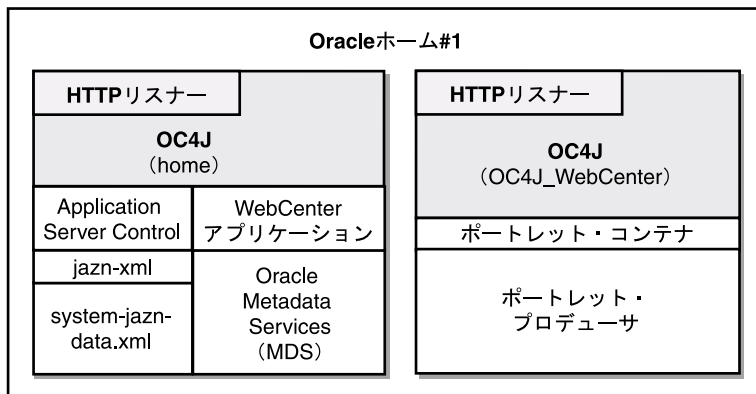 Oracleホーム#1
HTTPリスナー
OC4J
（home）
Application
Server Control
jazn-xml
system-jazn-
data.xml
WebCenter
アプリケーション
Oracle
Metadata
Services
（MDS）
HTTPリスナー
OC4J
（OC4J_WebCenter）
ポートレット・コンテナ
ポートレット・
プロデューサ